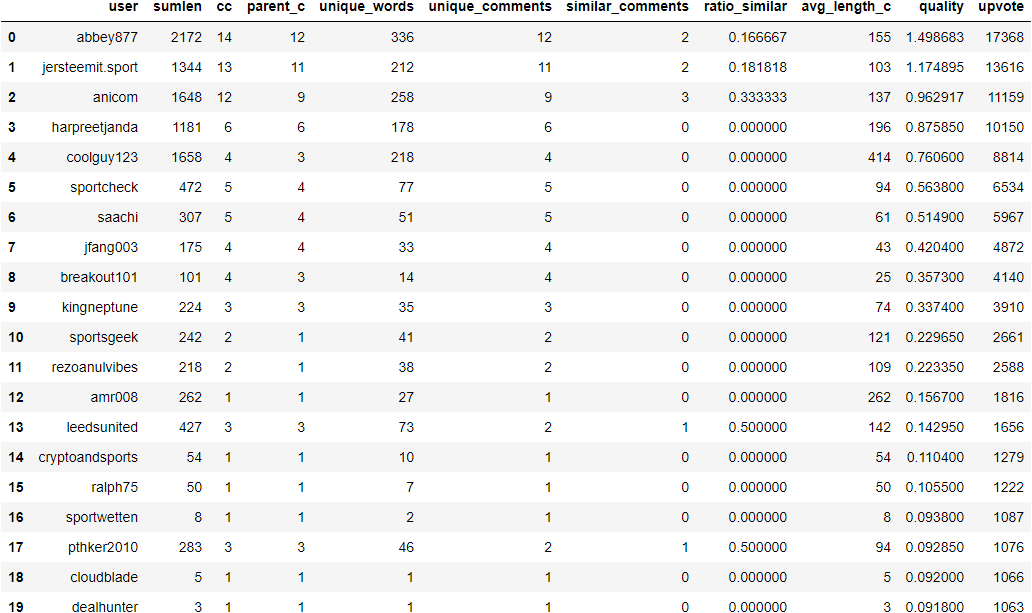 user sumlen cc parent_c unique_words unique_comments similar_comments ratio_similar avg_length_c quality upvote
0 abbey877 2172 14 12 336 12 2 0.166667 155 1.498683 17368
1 jersteemit.sport 1344 13 11 212 11 2 0.181818 103 1.174895 13616
2 anicom 1648 12 9 258 9 3 0.333333 137 0.962917 11159
3 harpreetjanda 1181 6 6 178 6 0 0.000000 196 0.875850 10150
4 coolguy123 1658 4 3 218 4 0 0.000000 414 0.760600 8814
5 sportcheck 472 5 4 77 5 0 0.000000 94 0.563800 6534
6 saachi 307 5 4 51 5 0 0.000000 61 0.514900 5967
7 jfang003 175 4 4 33 4 0 0.000000 43 0.420400 4872
8 breakout101 101 4 3 14 4 0 0.000000 25 0.357300 4140
9 kingneptune 224 3 3 35 3 0 0.000000 74 0.337400 3910
10 sportsgeek 242 2 1 41 2 0 0.000000 121 0.229650 2661
11 rezoanulvibes 218 2 1 38 2 0 0.000000 109 0.223350 2588
12 amr008 262 1 1 27 1 0 0.000000 262 0.156700 1816
13 leedsunited 427 3 3 73 2 1 0.500000 142 0.142950 1656
14 cryptoandsports 54 1 1 10 1 0 0.000000 54 0.110400 1279
15 ralph75 50 1 1 7 1 0 0.000000 50 0.105500 1222
16 sportwetten 8 1 1 2 1 0 0.000000 8 0.093800 1087
17 pthker2010 283 3 3 46 2 1 0.500000 94 0.092850 1076
18 cloudblade 5 1 1 1 1 0 0.000000 5 0.092000 1066
19 dealhunter 3 1 1 1 1 0 0.000000 3 0.091800 1063